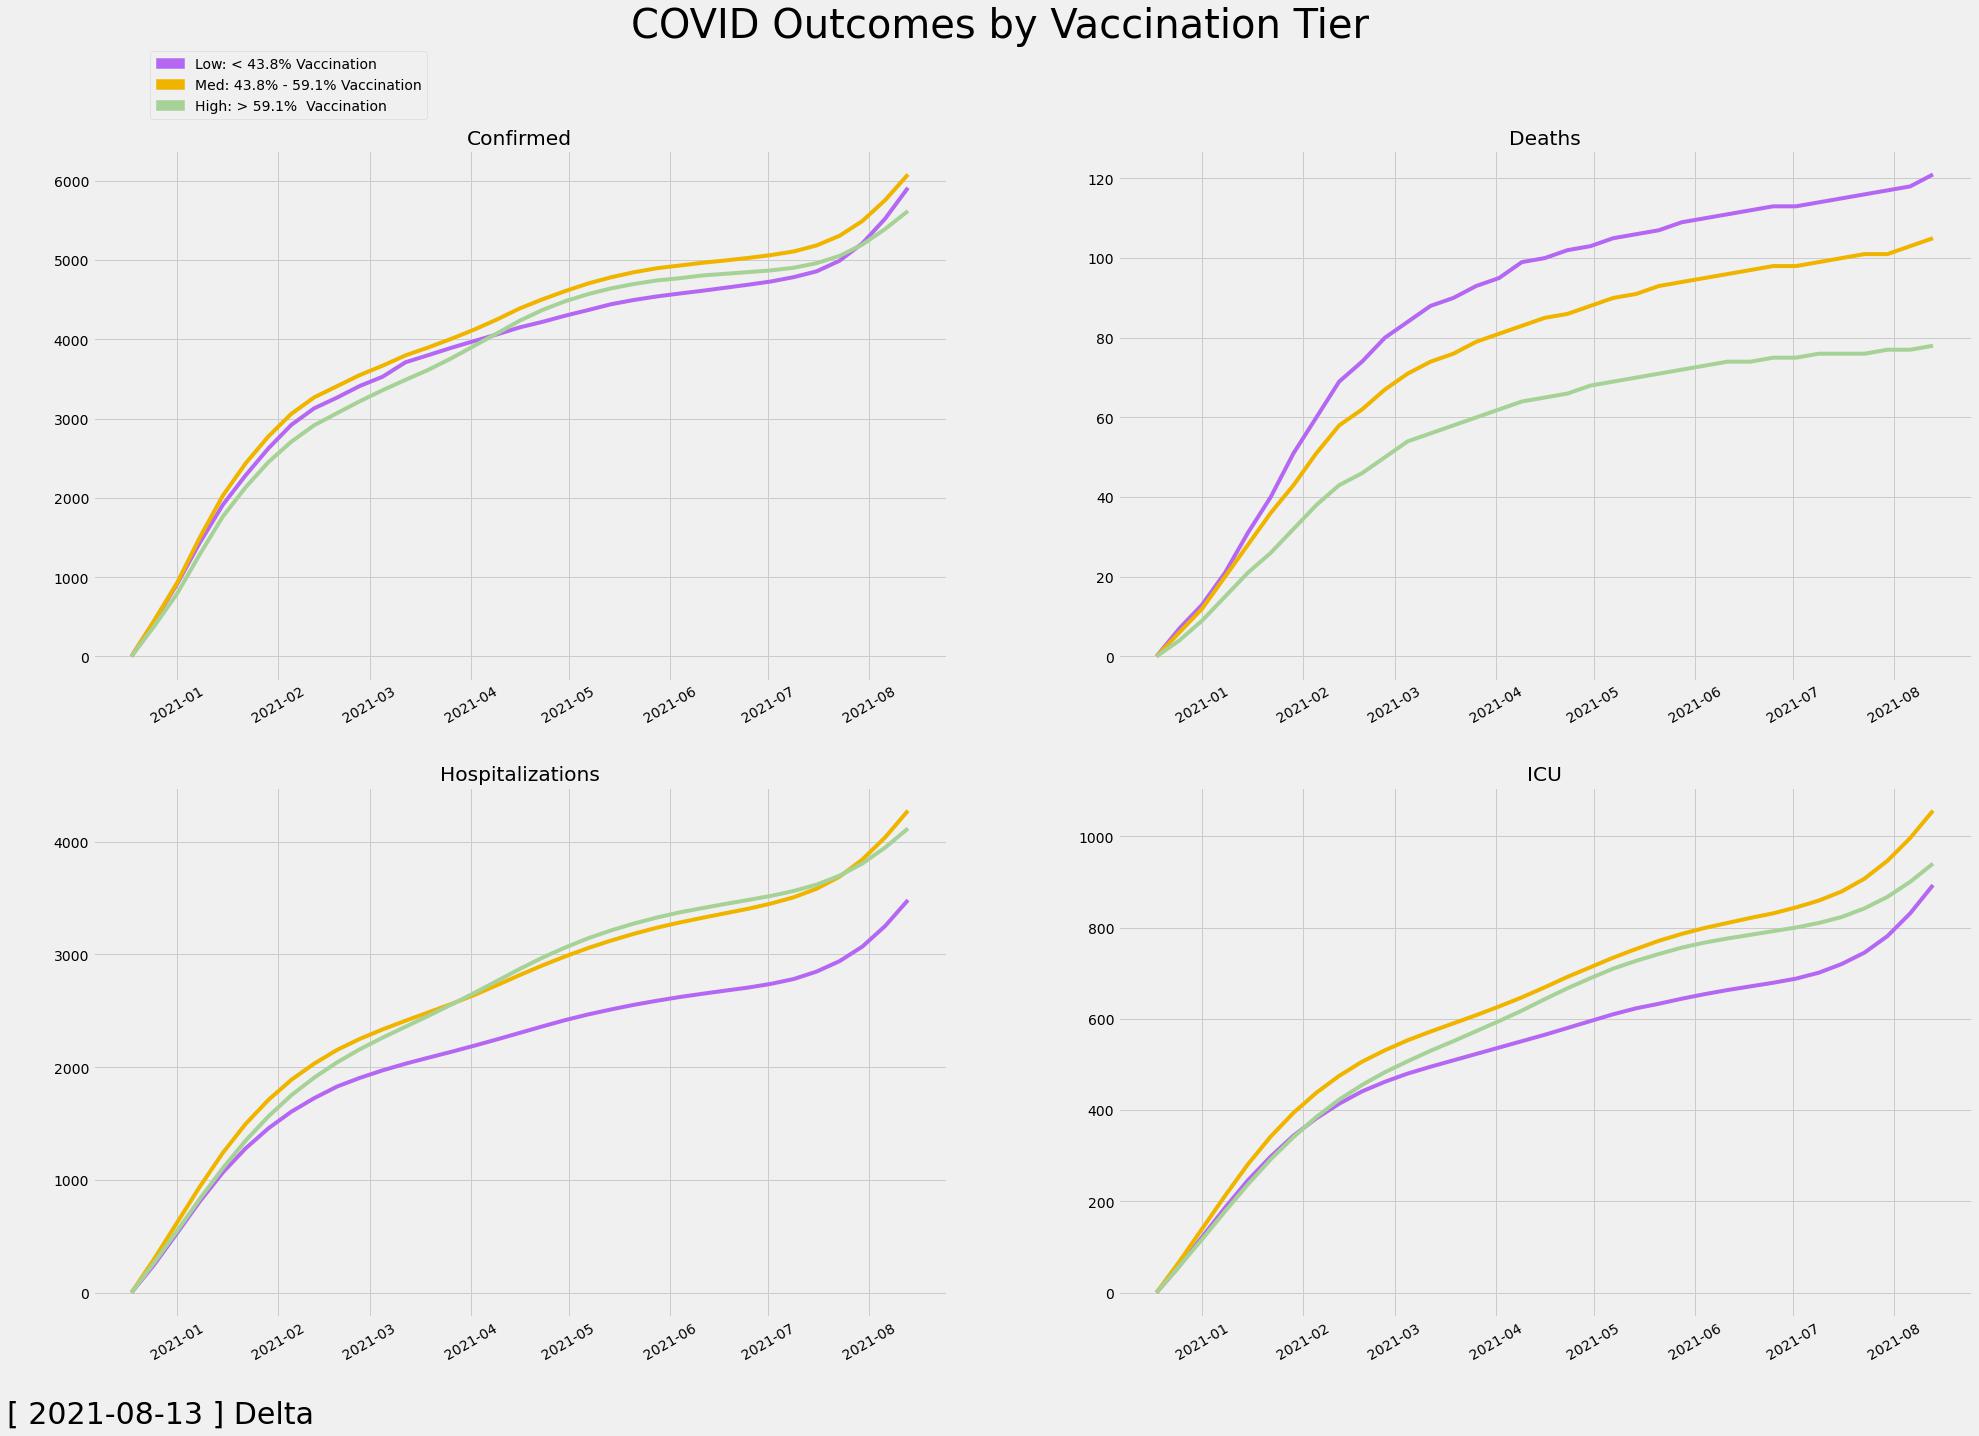 COVID Outcomes by Vaccination Tier
Low: < 43.8% Vaccination
Med: 43.8% - 59.1% Vaccination
High: > 59.1%  Vaccination
Confirmed
6000
5000
4000
3000
2000
1000
0
2021-01 2021-02 2021-03 2021-04 2021-05 2021-06 2021-07 2021-08
Deaths
120
100
80
60
40
20
0
2021-01 2021-02 2021-03 2021-04 2021-05 2021-06 2021-07 2021-08
Hospitalizations
4000
3000
2000
1000
0
2021-01 2021-02 2021-03 2021-04 2021-05 2021-06 2021-07 2021-08
ICU
1000
800
600
400
200
0
2021-01 2021-02 2021-03 2021-04 2021-05 2021-06 2021-07 2021-08
[ 2021-08-13 ] Delta